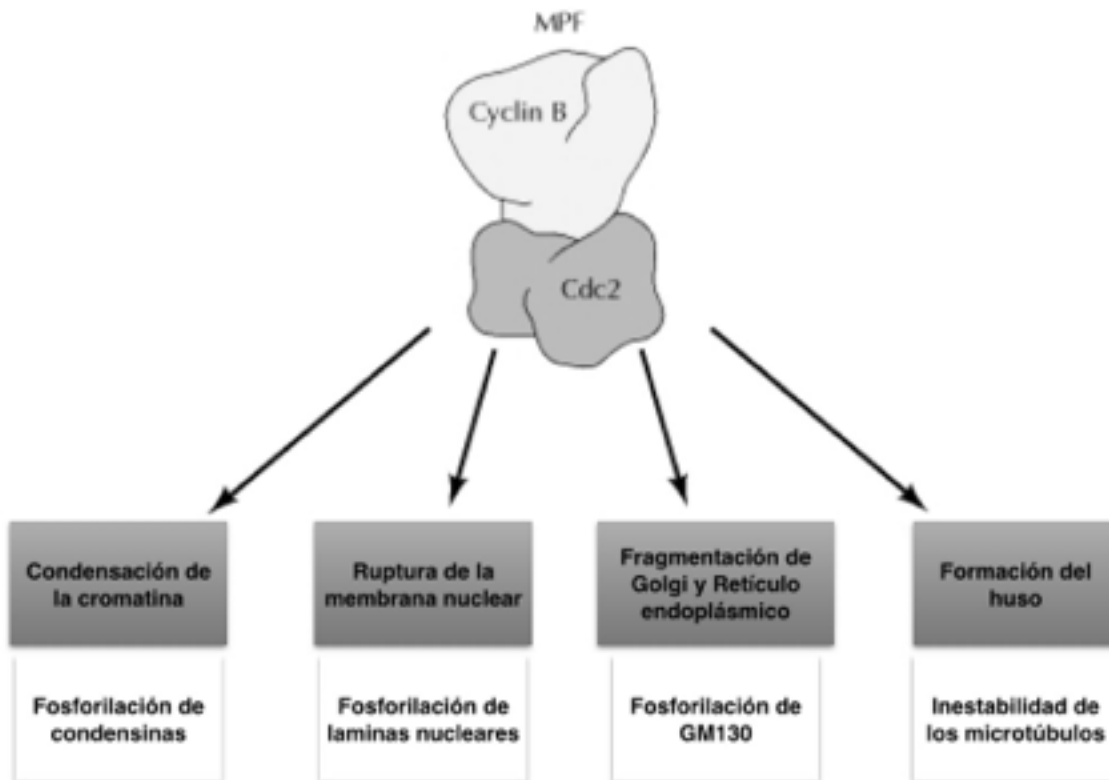 MPF
Cyclin B
Cdc2
Condensación de
la cromatina
Ruptura de la
membrana nuclear
Fragmentación de
Golgi y Retículo
endoplásmico
Formación del
huso
Fosforilación de
condensinas
Fosforilación de
laminas nucleares
Fosforilación de
GM130
Inestabilidad de
los microtúbulos